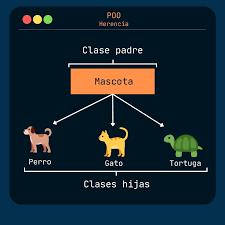 POO
Herencia
Clase padre
Mascota
Perro
Gato
Tortuga
Clases hijas